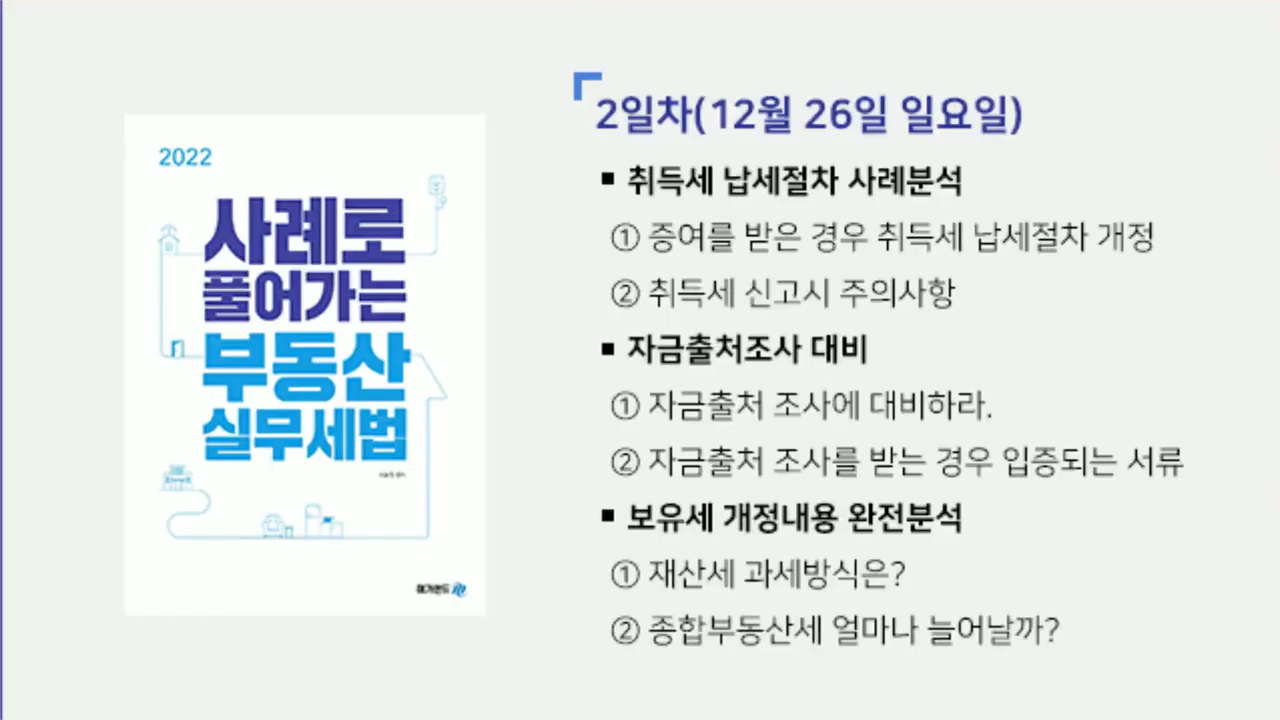 2022
사례로
풀어가는
부동산
실무세법
메가랜드
2일차(12월 26일 일요일)
■ 취득세 납세절차 사례분석
① 증여를 받은 경우 취득세 납세절차 개정
② 취득세 신고시 주의사항
■ 자금출처조사 대비
① 자금출처 조사에 대비하라.
② 자금출처 조사를 받는 경우 입증되는 서류
■ 보유세 개정내용 완전분석
① 재산세 과세방식은?
② 종합부동산세 얼마나 늘어날까?